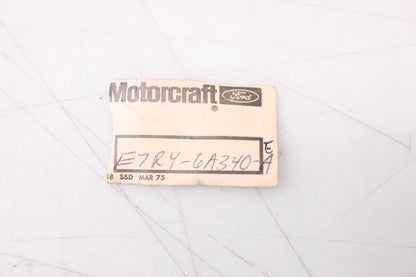 Motorcraft® Ford
E
E7RY-6A340-A
18 S&D MAR 75